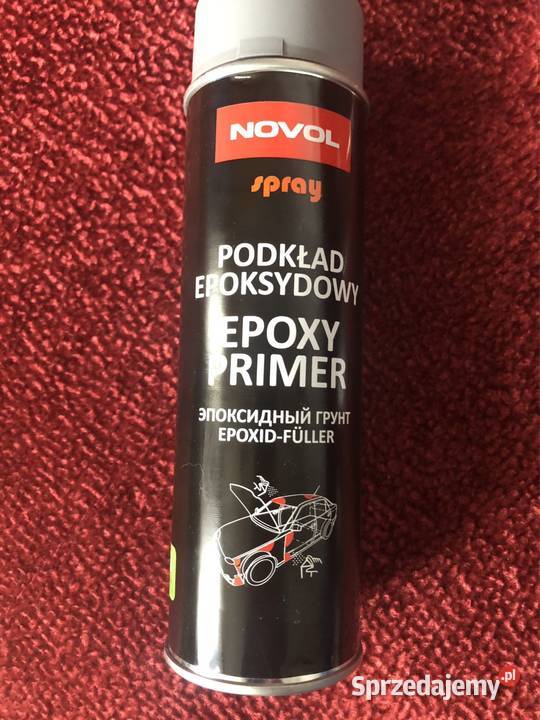 NOVOL
spray
PODKŁAD
EPOKSYDOWY
EPOXY
PRIMER
ЭПОКСИДНЫЙ ГРУНТ
EPOXID-FÜLLER
Sprzedajemy.pl